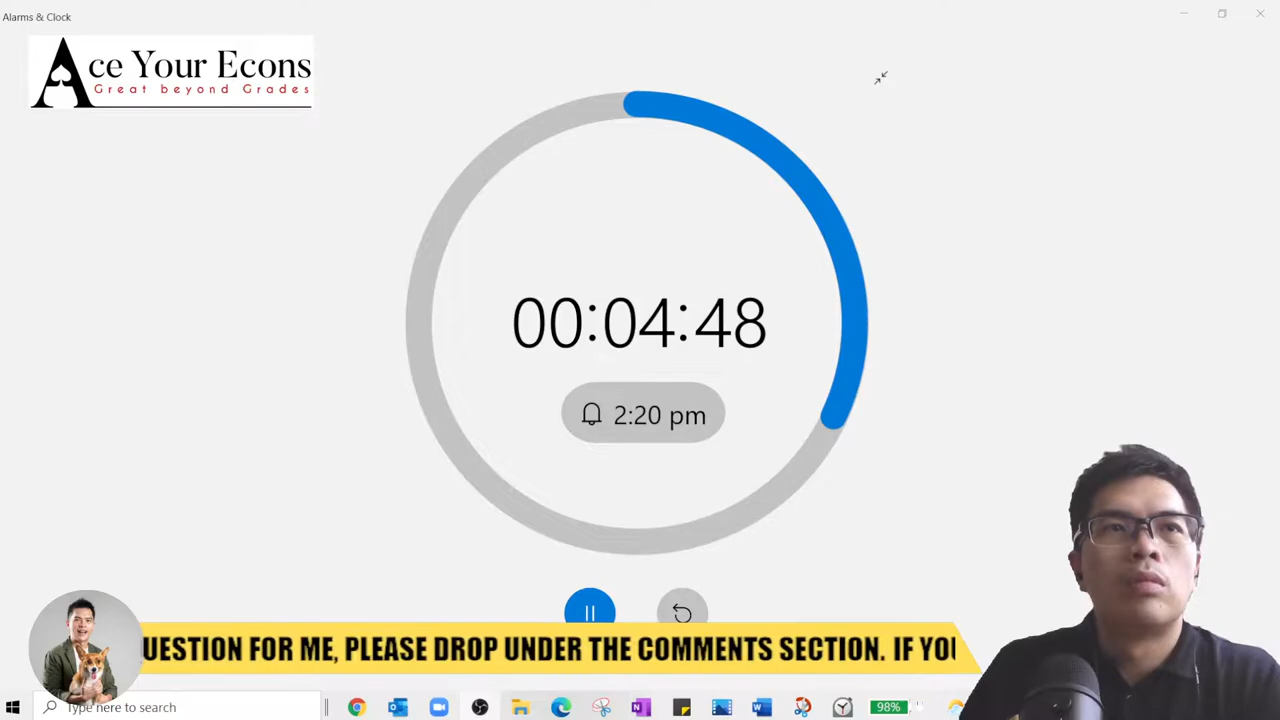 Alarms & Clock
Ace Your Econs
Great beyond Grades
00:04:48
2:20 pm
UESTION FOR ME, PLEASE DROP UNDER THE COMMENTS SECTION. IF YOU
Type here to search
98%